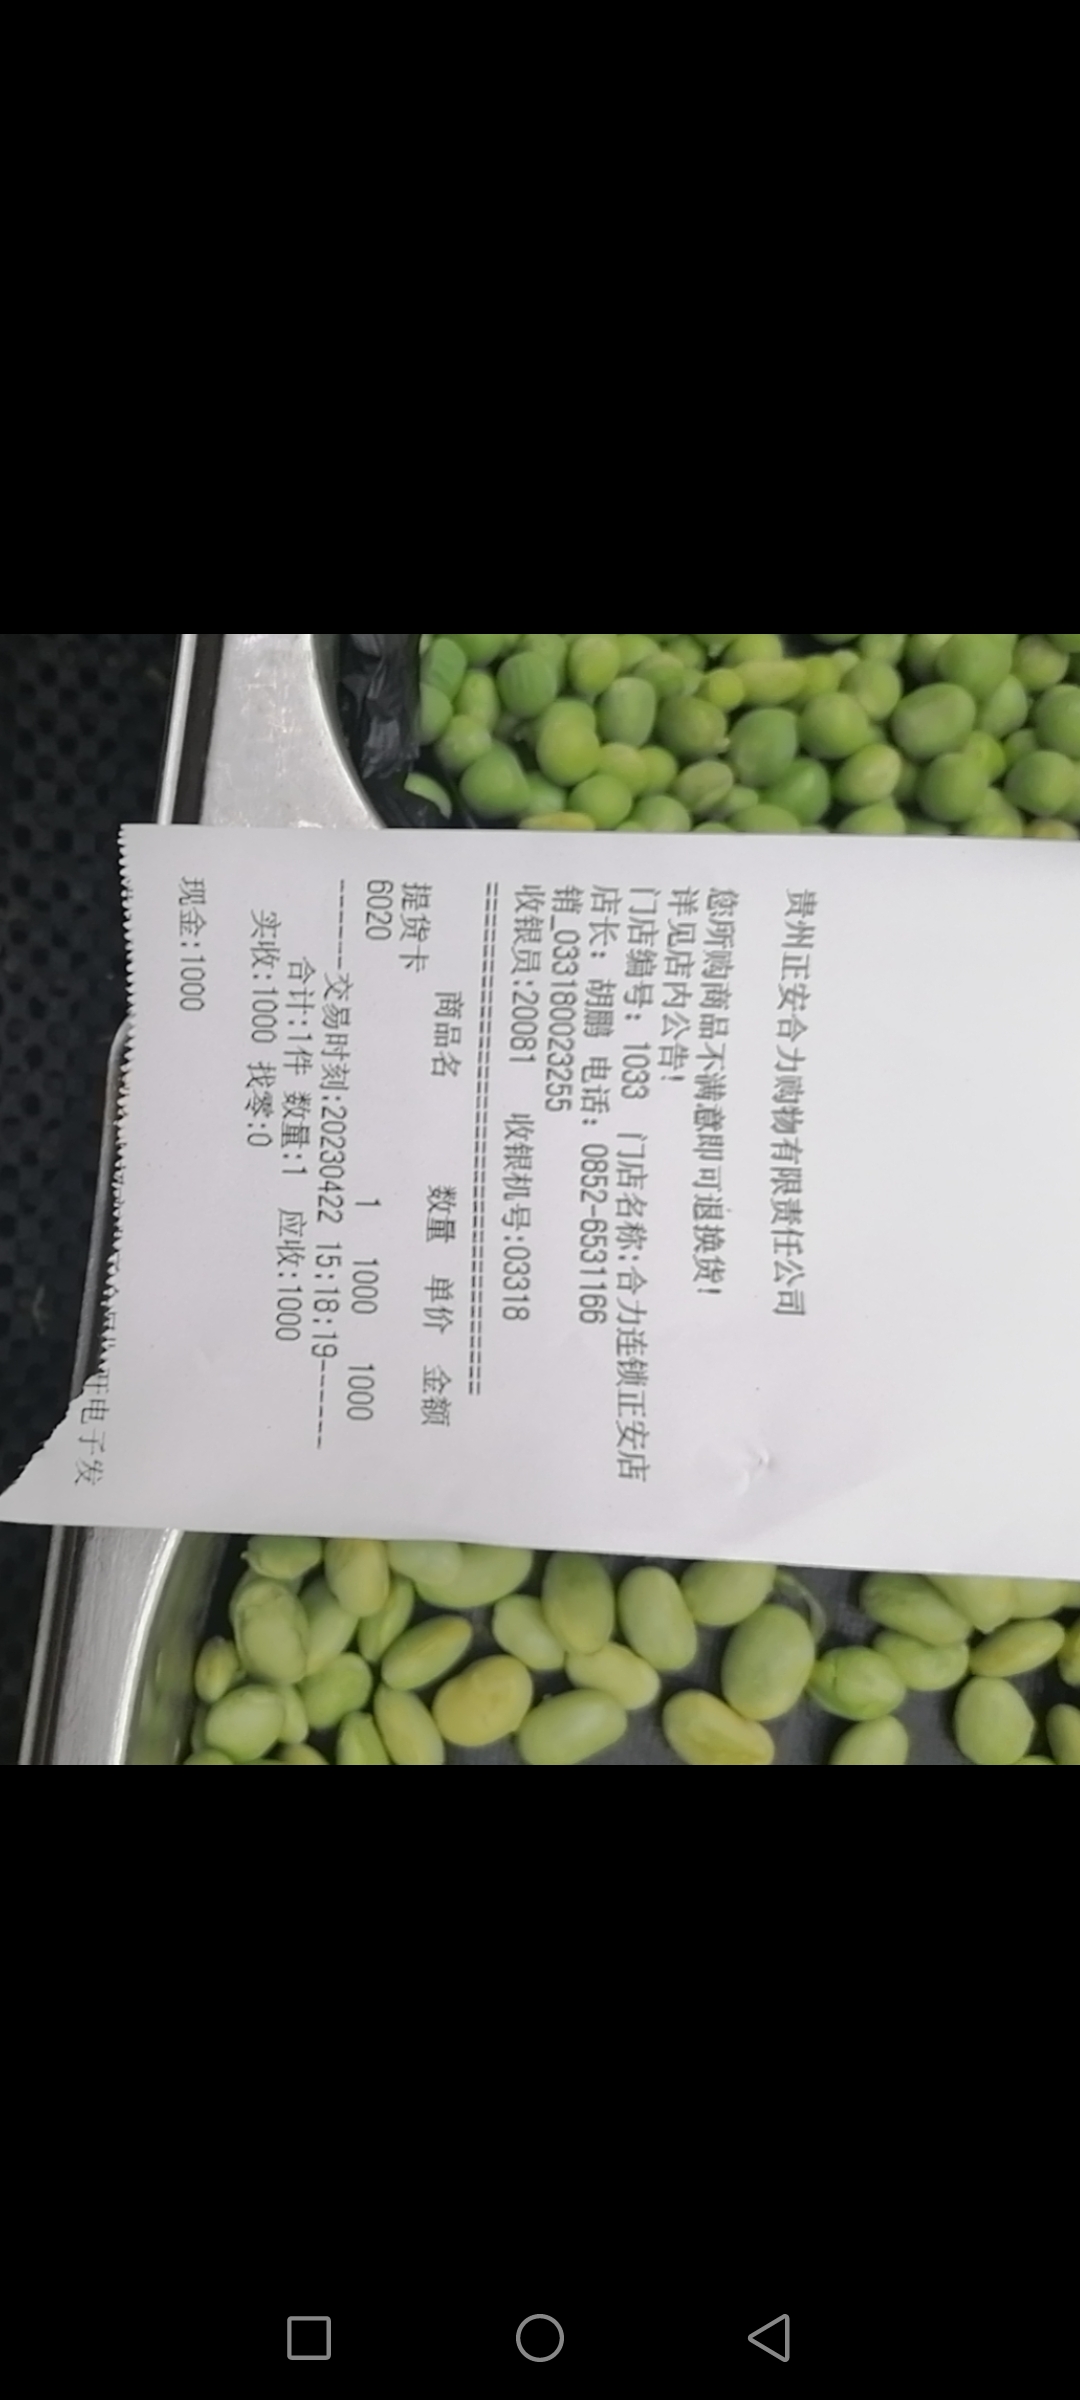 贵州正安合力购物有限责任公司
您所购商品不满意即可退换货!
详见店内公告!
门店编号: 1033 门店名称:合力连锁正安店
店长: 胡鹏 电话: 0852-6531166
销_033180023255
收银员:20081 收银机号:03318
========================================
商品名 数量 单价 金额
提货卡
6020 1 1000 1000
------交易时刻:20230422 15:18:19------
合计:1件 数量:1 应收:1000
实收:1000 找零:0
现金:1000
开电子发